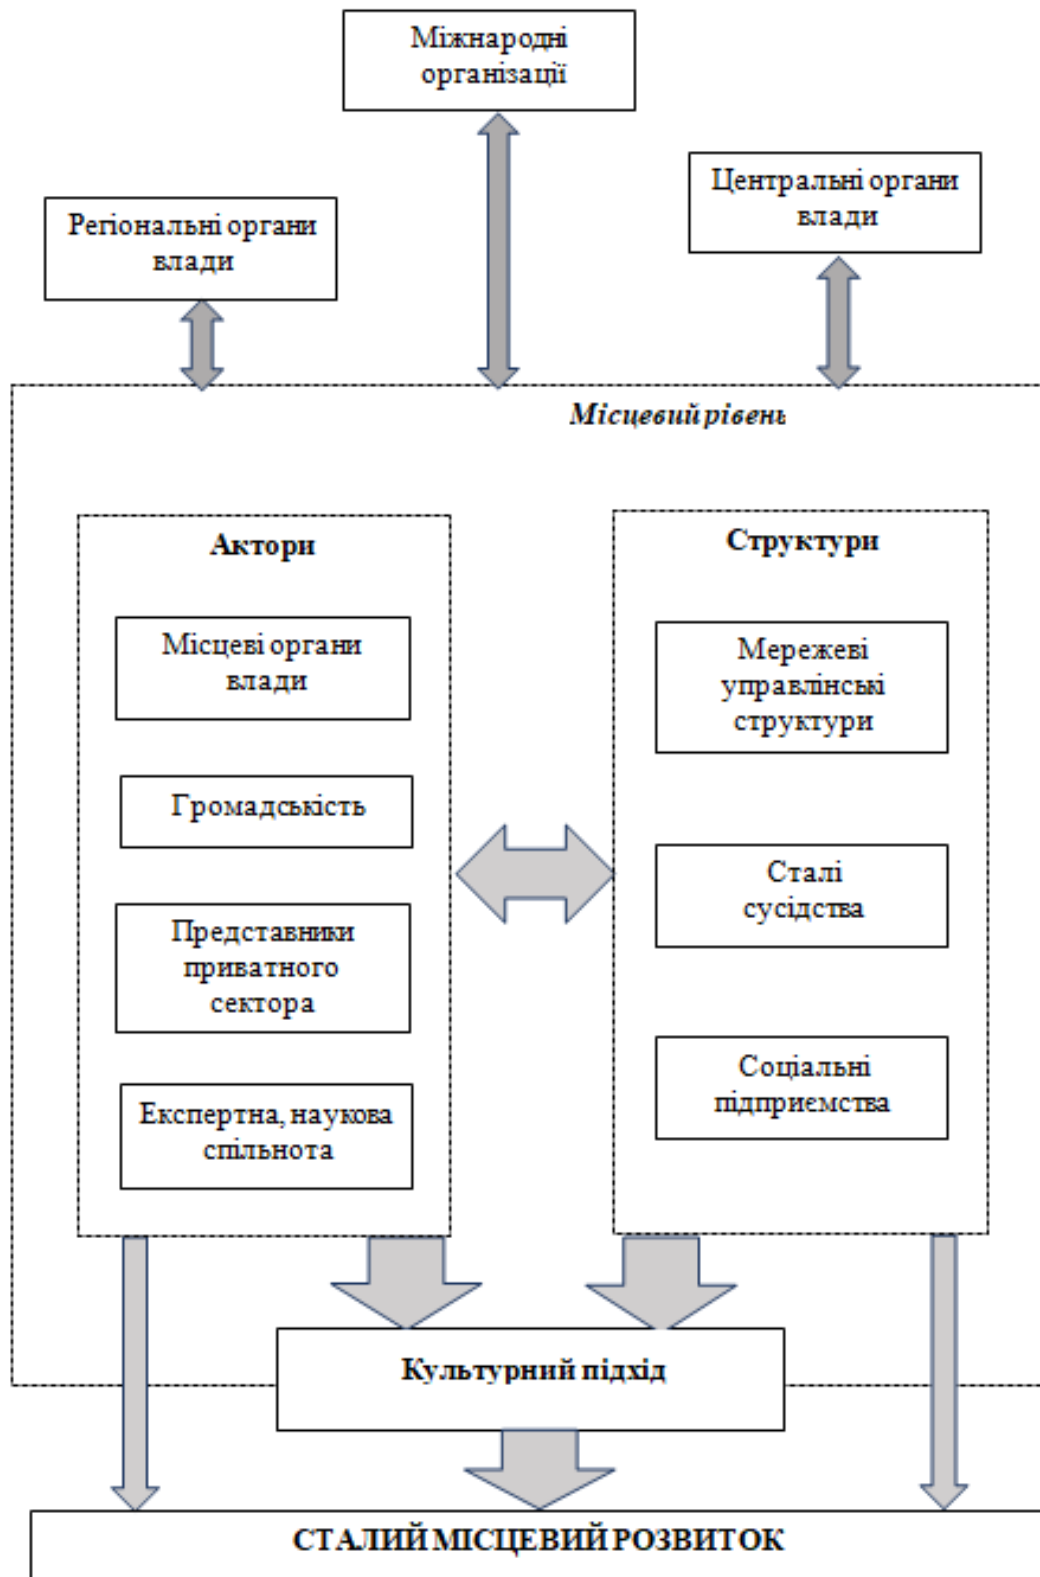 Міжнародні
організації
Центральні органи
влади
Регіональні органи
влади
Місцевий рівень
Актори
Місцеві органи
влади
Громадськість
Представники
приватного
сектора
Експертна, наукова
спільнота
Структури
Мережеві
управлінські
структури
Сталі
сусідства
Соціальні
підприємства
Культурний підхід
СТАЛИЙ МІСЦЕВИЙ РОЗВИТОК